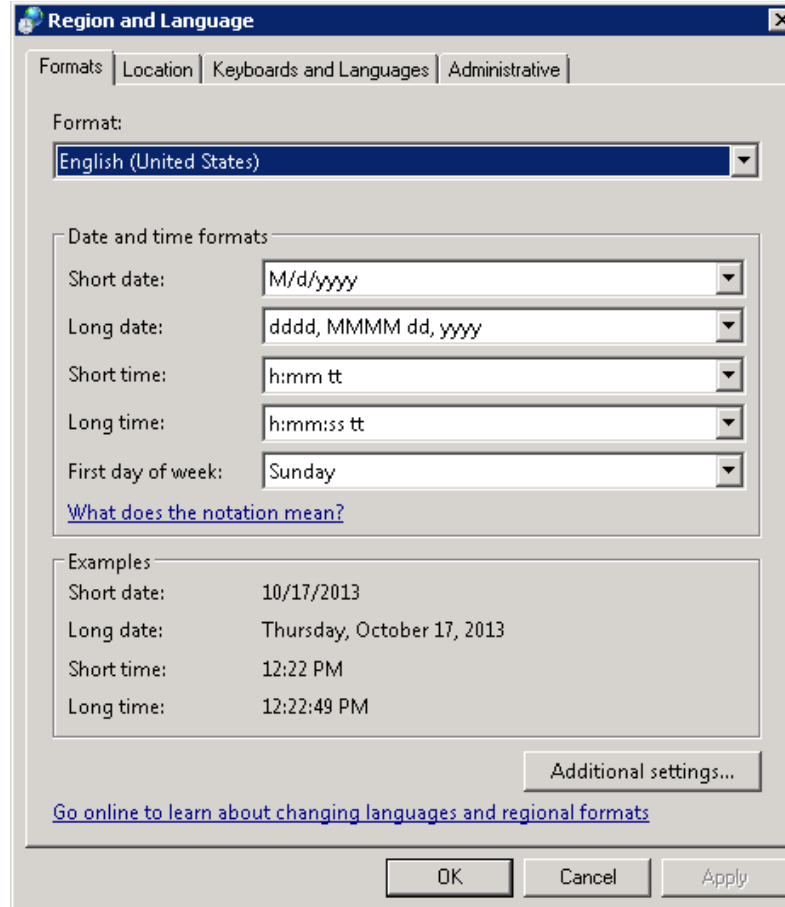 Region and Language
Formats Location Keyboards and Languages Administrative
Format:
English (United States)
Date and time formats
Short date: M/d/yyyy
Long date: dddd, MMMM dd, yyyy
Short time: h:mm tt
Long time: h:mm:ss tt
First day of week: Sunday
What does the notation mean?
Examples
Short date: 10/17/2013
Long date: Thursday, October 17, 2013
Short time: 12:22 PM
Long time: 12:22:49 PM
Additional settings...
Go online to learn about changing languages and regional formats
OK Cancel Apply